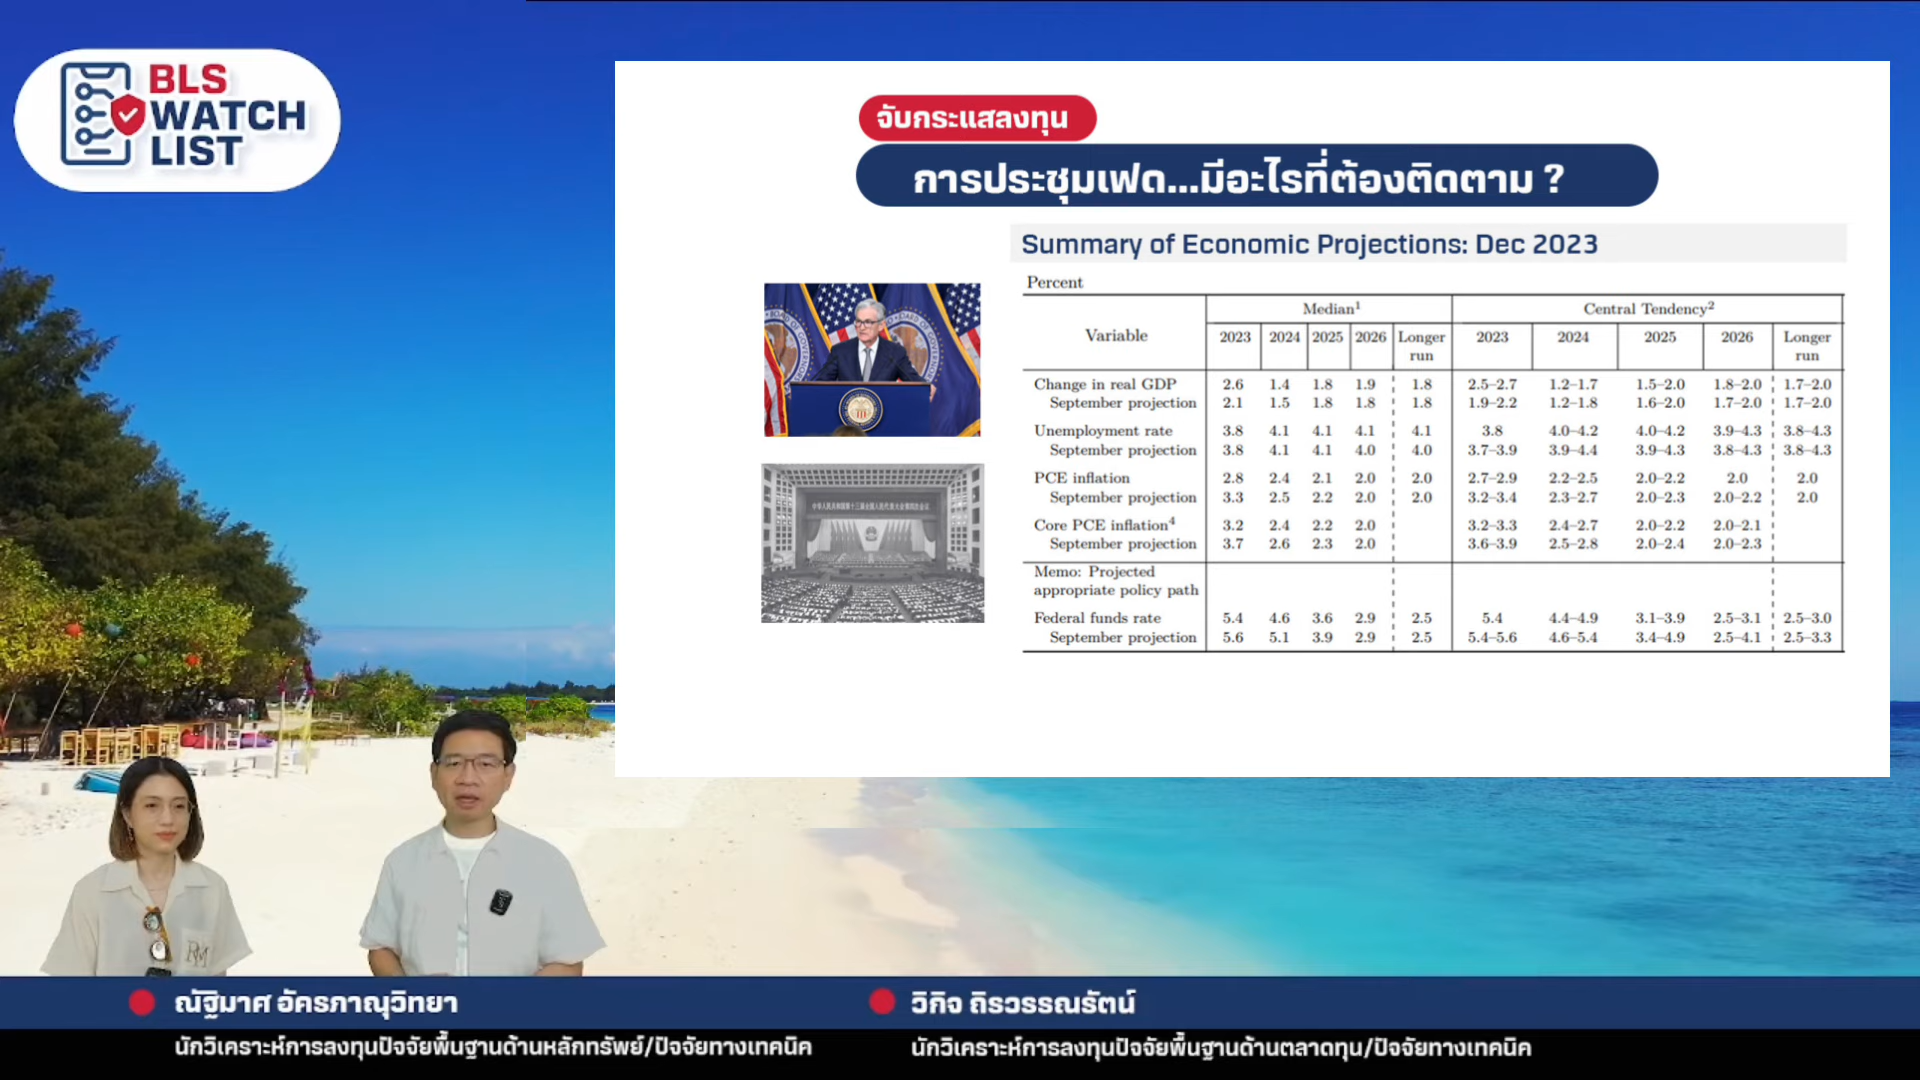 BLS
WATCH
LIST
จับกระแสลงทุน
การประชุมเฟด...มีอะไรที่ต้องติดตาม ?
Summary of Economic Projections: Dec 2023
Percent
Variable Median1 Central Tendency2
2023 2024 2025 2026 Longer run 2023 2024 2025 2026 Longer run
Change in real GDP 2.6 1.4 1.8 1.9 1.8 2.5–2.7 1.2–1.7 1.5–2.0 1.8–2.0 1.7–2.0
September projection 2.1 1.5 1.8 1.8 1.8 1.9–2.2 1.2–1.8 1.6–2.0 1.7–2.0 1.7–2.0
Unemployment rate 3.8 4.1 4.1 4.1 4.1 3.8 4.0–4.2 4.0–4.2 3.9–4.3 3.8–4.3
September projection 3.8 4.1 4.1 4.0 4.0 3.7–3.9 3.9–4.4 3.9–4.3 3.8–4.3 3.8–4.3
PCE inflation 2.8 2.4 2.1 2.0 2.0 2.7–2.9 2.2–2.5 2.0–2.2 2.0 2.0
September projection 3.3 2.5 2.2 2.0 2.0 3.2–3.4 2.3–2.7 2.0–2.3 2.0–2.2 2.0
Core PCE inflation4 3.2 2.4 2.2 2.0 3.2–3.3 2.4–2.7 2.0–2.2 2.0–2.1
September projection 3.7 2.6 2.3 2.0 3.6–3.9 2.5–2.8 2.0–2.4 2.0–2.3
Memo: Projected
appropriate policy path
Federal funds rate 5.4 4.6 3.6 2.9 2.5 5.4 4.4–4.9 3.1–3.9 2.5–3.1 2.5–3.0
September projection 5.6 5.1 3.9 2.9 2.5 5.4–5.6 4.6–5.4 3.4–4.9 2.5–4.1 2.5–3.3
ณัฐิมาศ อัครภาณุวิทยา
นักวิเคราะห์การลงทุนปัจจัยพื้นฐานด้านหลักทรัพย์/ปัจจัยทางเทคนิค
วิกิจ ถิรวรรณรัตน์
นักวิเคราะห์การลงทุนปัจจัยพื้นฐานด้านตลาดทุน/ปัจจัยทางเทคนิค